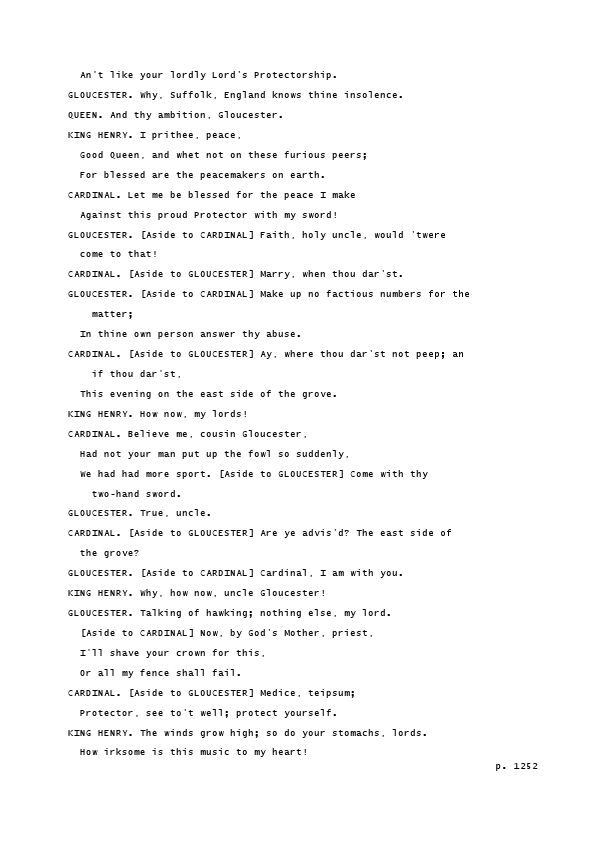 An't like your lordly Lord's Protectorship.
GLOUCESTER. Why, Suffolk, England knows thine insolence.
QUEEN. And thy ambition, Gloucester.
KING HENRY. I prithee, peace,
Good Queen, and whet not on these furious peers;
For blessed are the peacemakers on earth.
CARDINAL. Let me be blessed for the peace I make
Against this proud Protector with my sword!
GLOUCESTER. [Aside to CARDINAL] Faith, holy uncle, would 'twere
come to that!
CARDINAL. [Aside to GLOUCESTER] Marry, when thou dar'st.
GLOUCESTER. [Aside to CARDINAL] Make up no factious numbers for the
matter;
In thine own person answer thy abuse.
CARDINAL. [Aside to GLOUCESTER] Ay, where thou dar'st not peep; an
if thou dar'st,
This evening on the east side of the grove.
KING HENRY. How now, my lords!
CARDINAL. Believe me, cousin Gloucester,
Had not your man put up the fowl so suddenly,
We had had more sport. [Aside to GLOUCESTER] Come with thy
two-hand sword.
GLOUCESTER. True, uncle.
CARDINAL. [Aside to GLOUCESTER] Are ye advis'd? The east side of
the grove?
GLOUCESTER. [Aside to CARDINAL] Cardinal, I am with you.
KING HENRY. Why, how now, uncle Gloucester!
GLOUCESTER. Talking of hawking; nothing else, my lord.
[Aside to CARDINAL] Now, by God's Mother, priest,
I'll shave your crown for this,
Or all my fence shall fail.
CARDINAL. [Aside to GLOUCESTER] Medice, teipsum;
Protector, see to't well; protect yourself.
KING HENRY. The winds grow high; so do your stomachs, lords.
How irksome is this music to my heart!
p. 1252